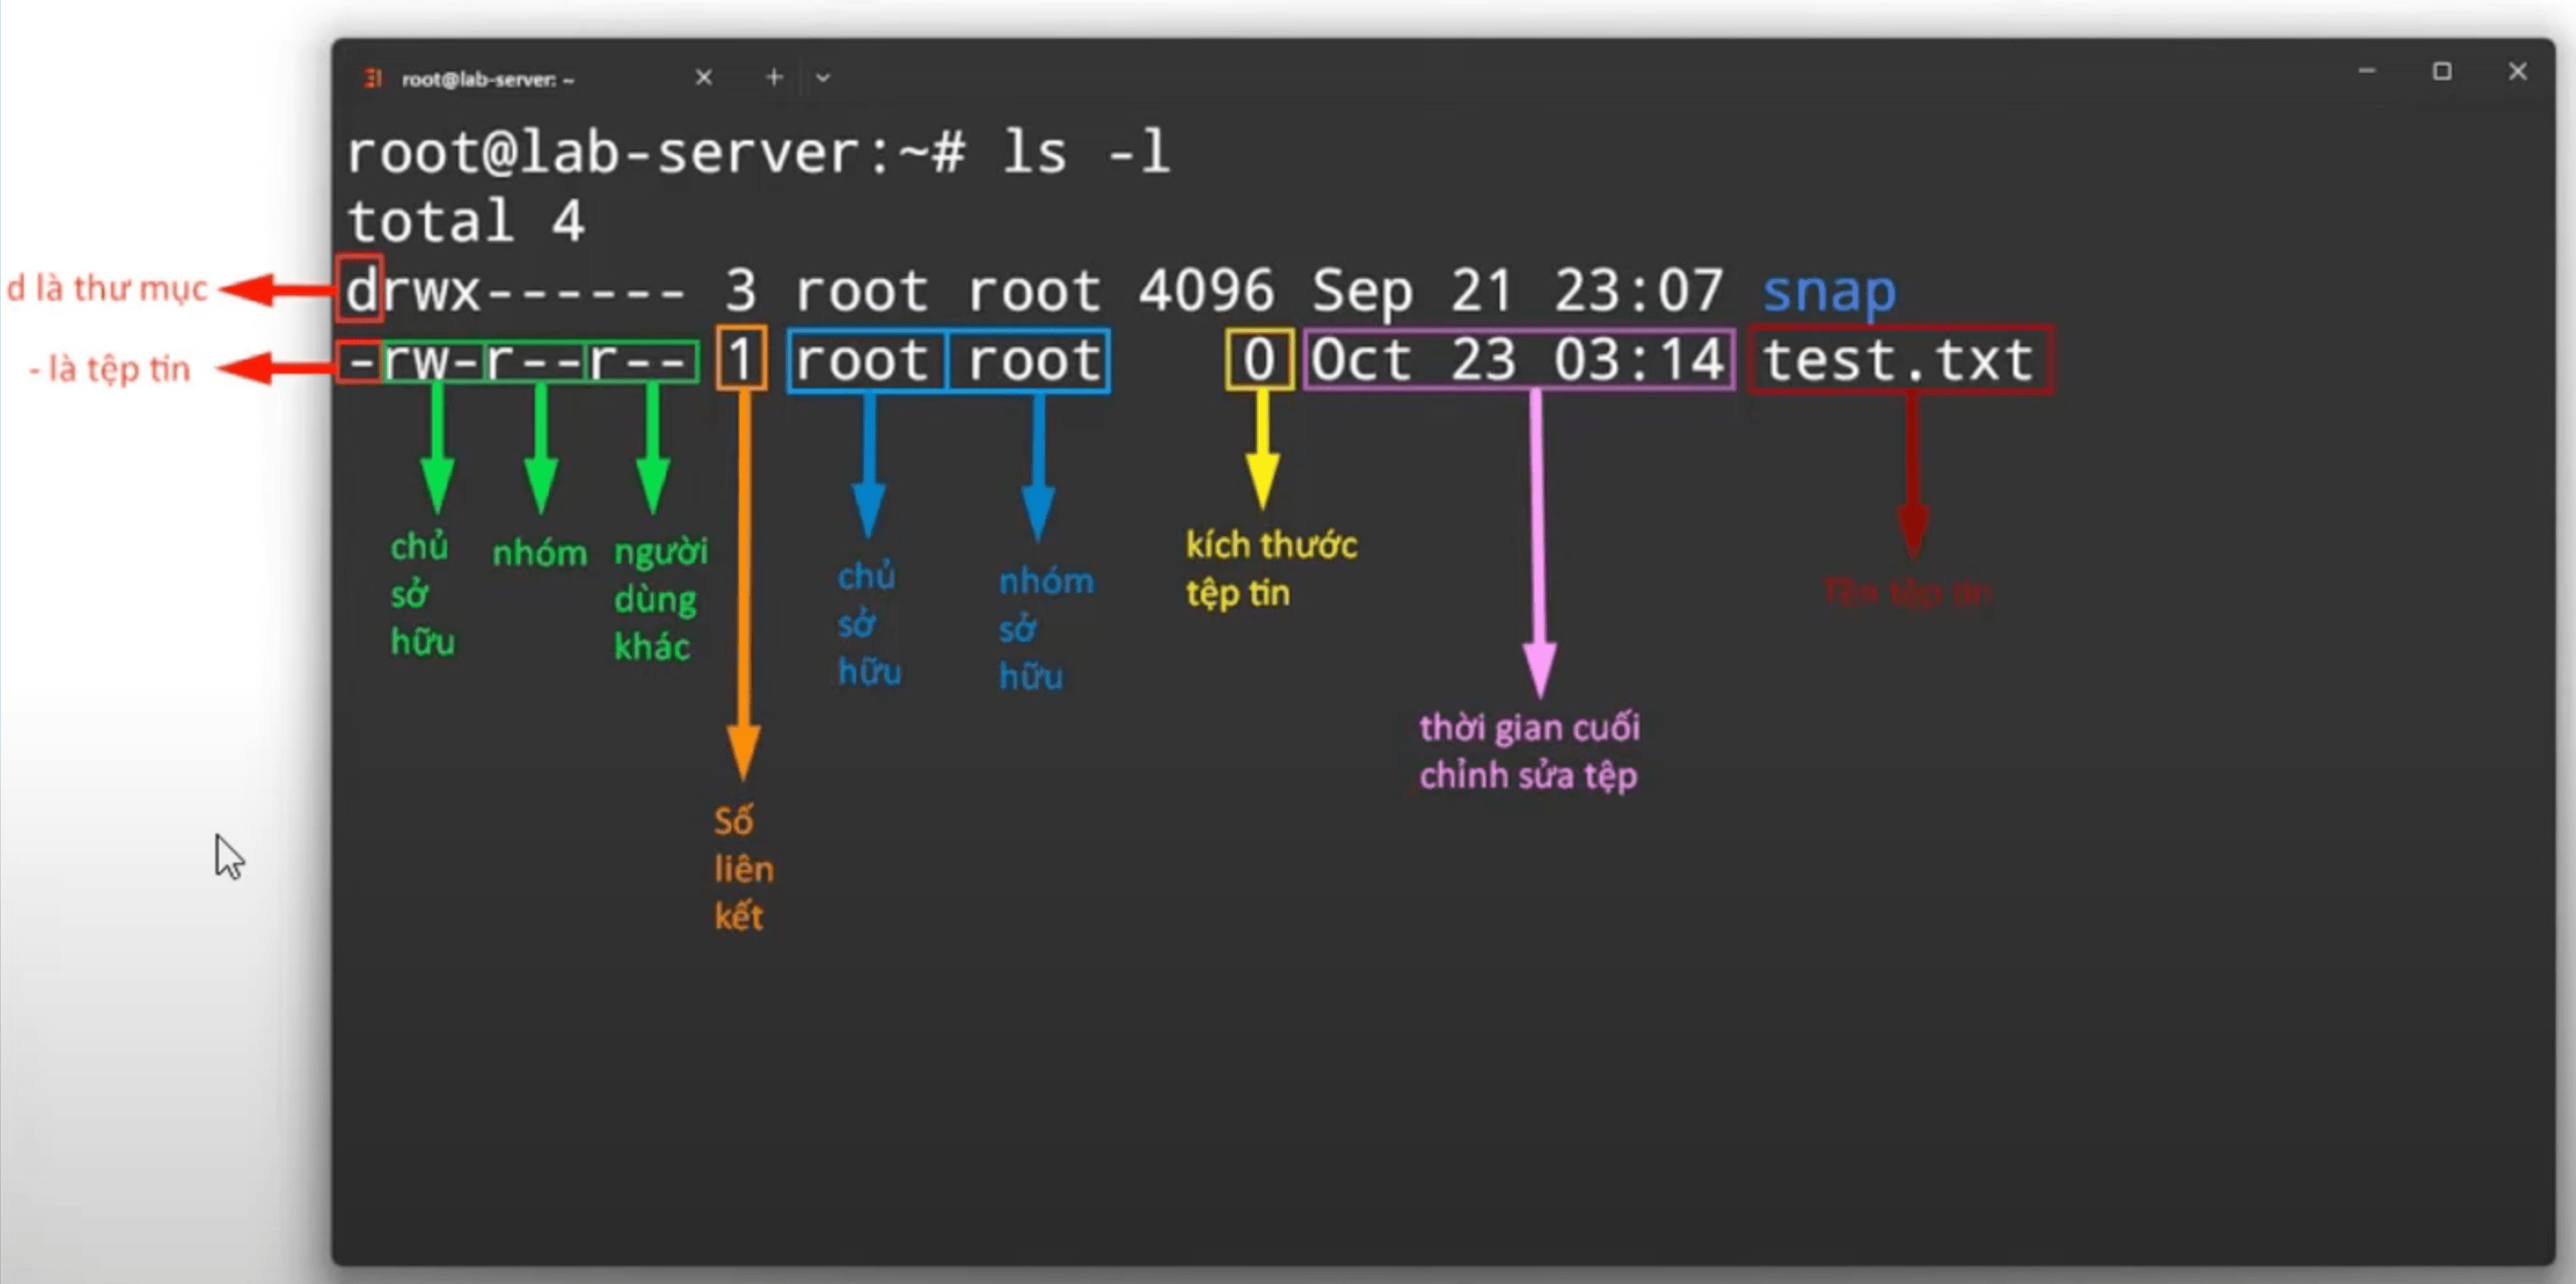 root@lab-server: ~
root@lab-server:~# ls -l
total 4
d là thư mục
drwx------ 3 root root 4096 Sep 21 23:07 snap
- là tệp tin
-rw-r--r-- 1 root root 0 Oct 23 03:14 test.txt
chủ
sở
hữu
nhóm
người
dùng
khác
Số
liên
kết
chủ
sở
hữu
nhóm
sở
hữu
kích thước
tệp tin
thời gian cuối
chỉnh sửa tệp
Tên tệp tin